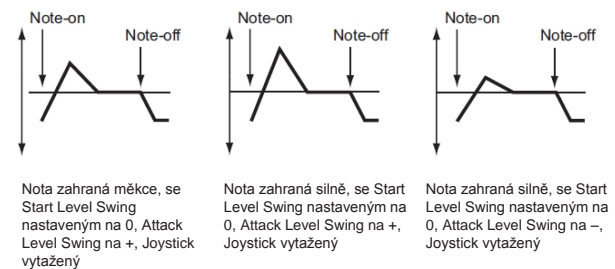 Note-on
Note-off
Note-on
Note-off
Note-on
Note-off
Nota zahraná měkce, se
Start Level Swing
nastaveným na 0, Attack
Level Swing na +, Joystick
vytažený
Nota zahraná silně, se Start
Level Swing nastaveným na
0, Attack Level Swing na +,
Joystick vytažený
Nota zahraná silně, se Start
Level Swing nastaveným na
0, Attack Level Swing na –,
Joystick vytažený